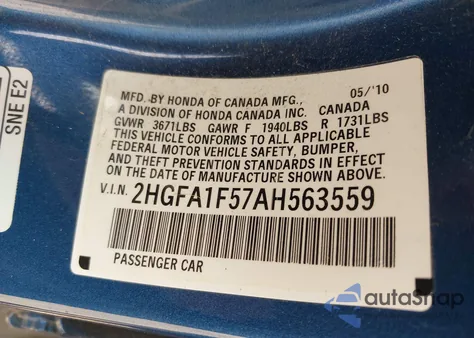 SNE E2
MFD. BY HONDA OF CANADA MFG., 05/'10
A DIVISION OF HONDA CANADA INC. CANADA
GVWR 3671LBS GAWR F 1940LBS R 1731LBS
THIS VEHICLE CONFORMS TO ALL APPLICABLE
FEDERAL MOTOR VEHICLE SAFETY, BUMPER,
AND THEFT PREVENTION STANDARDS IN EFFECT
ON THE DATE OF MANUFACTURE SHOWN ABOVE.
V.I.N. 2HGFA1F57AH563559
PASSENGER CAR
autoSnap